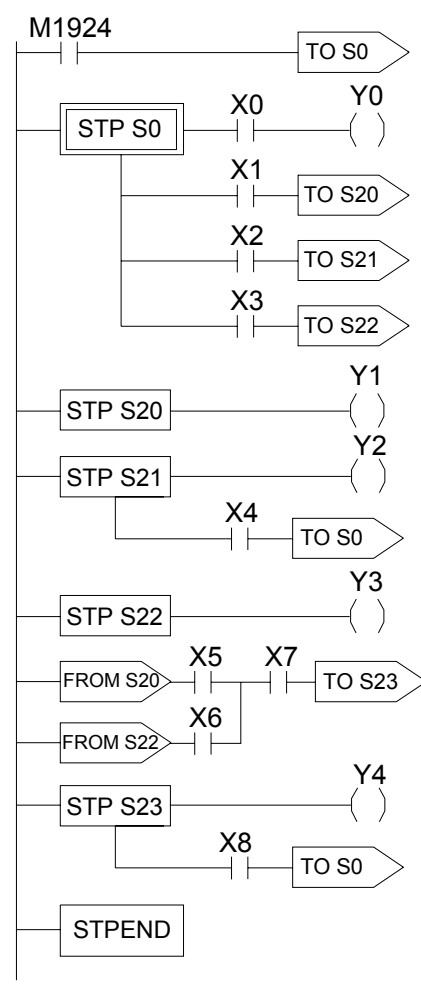 M1924
TO S0
STP S0
X0
Y0
X1
TO S20
X2
TO S21
X3
TO S22
STP S20
Y1
STP S21
Y2
X4
TO S0
STP S22
Y3
FROM S20
X5
X7
TO S23
FROM S22
X6
STP S23
Y4
X8
TO S0
STPEND